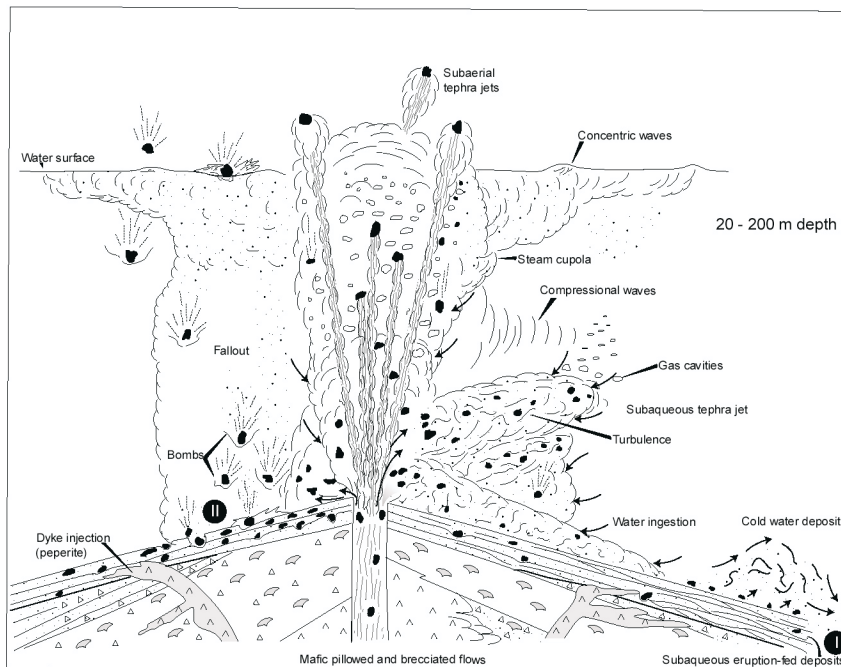 Subaerial
tephra jets
Water surface
Concentric waves
20 - 200 m depth
Steam cupola
Compressional waves
Fallout
Gas cavities
Subaqueous tephra jet
Turbulence
Bombs
II
Water ingestion
Cold water deposit
Dyke injection
(peperite)
I
Mafic pillowed and brecciated flows
Subaqueous eruption-fed deposits